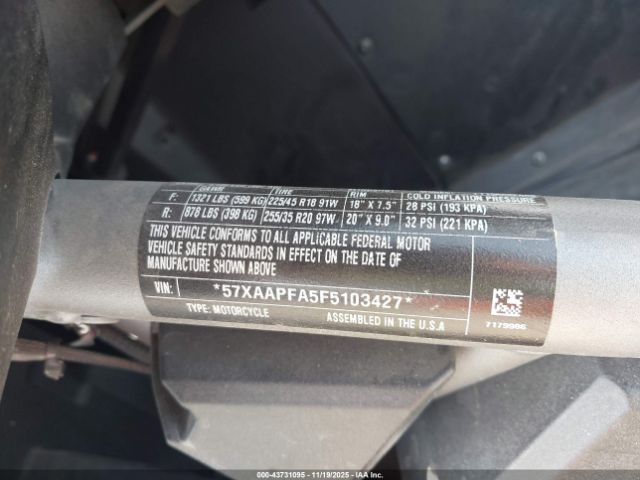 GAWR TIRE RIM COLD INFLATION PRESSURE
F: 1321 LBS (599 KG) 225/45 R18 91W 18" X 7.5" 28 PSI (193 KPA)
R: 878 LBS (398 KG) 255/35 R20 97W 20" X 9.0" 32 PSI (221 KPA)
THIS VEHICLE CONFORMS TO ALL APPLICABLE FEDERAL MOTOR
VEHICLE SAFETY STANDARDS IN EFFECT ON THE DATE OF
MANUFACTURE SHOWN ABOVE
VIN: *57XAAPFA5F5103427*
TYPE: MOTORCYCLE ASSEMBLED IN THE U.S.A
7179986
000-43731095 - 11/19/2025 - IAA Inc.